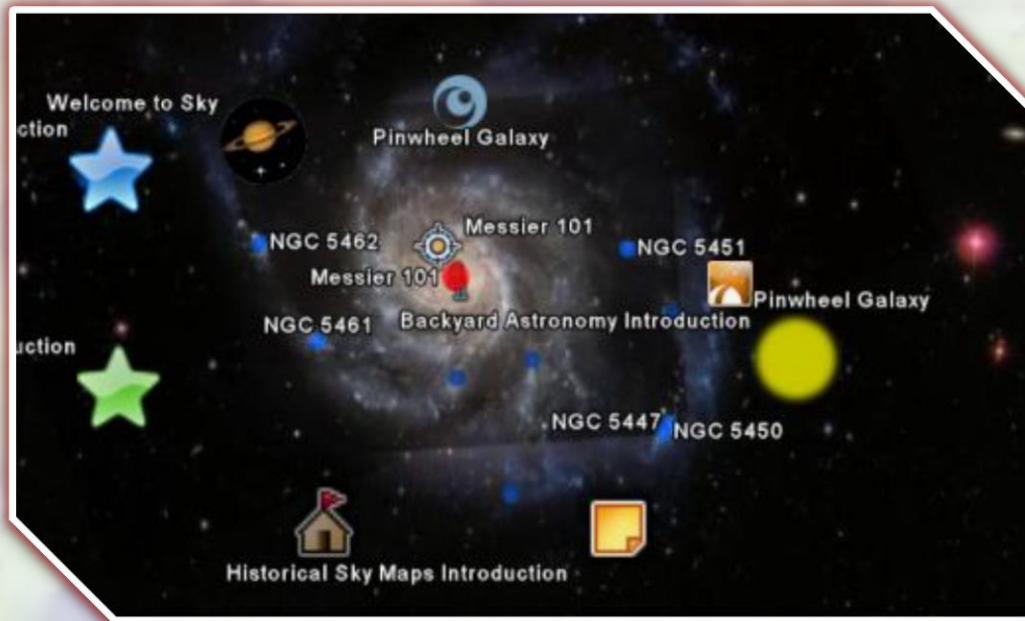 Welcome to Sky
ction
Pinwheel Galaxy
Messier 101
NGC 5462
NGC 5451
Messier 101
Pinwheel Galaxy
NGC 5461
Backyard Astronomy Introduction
uction
NGC 5447
NGC 5450
Historical Sky Maps Introduction